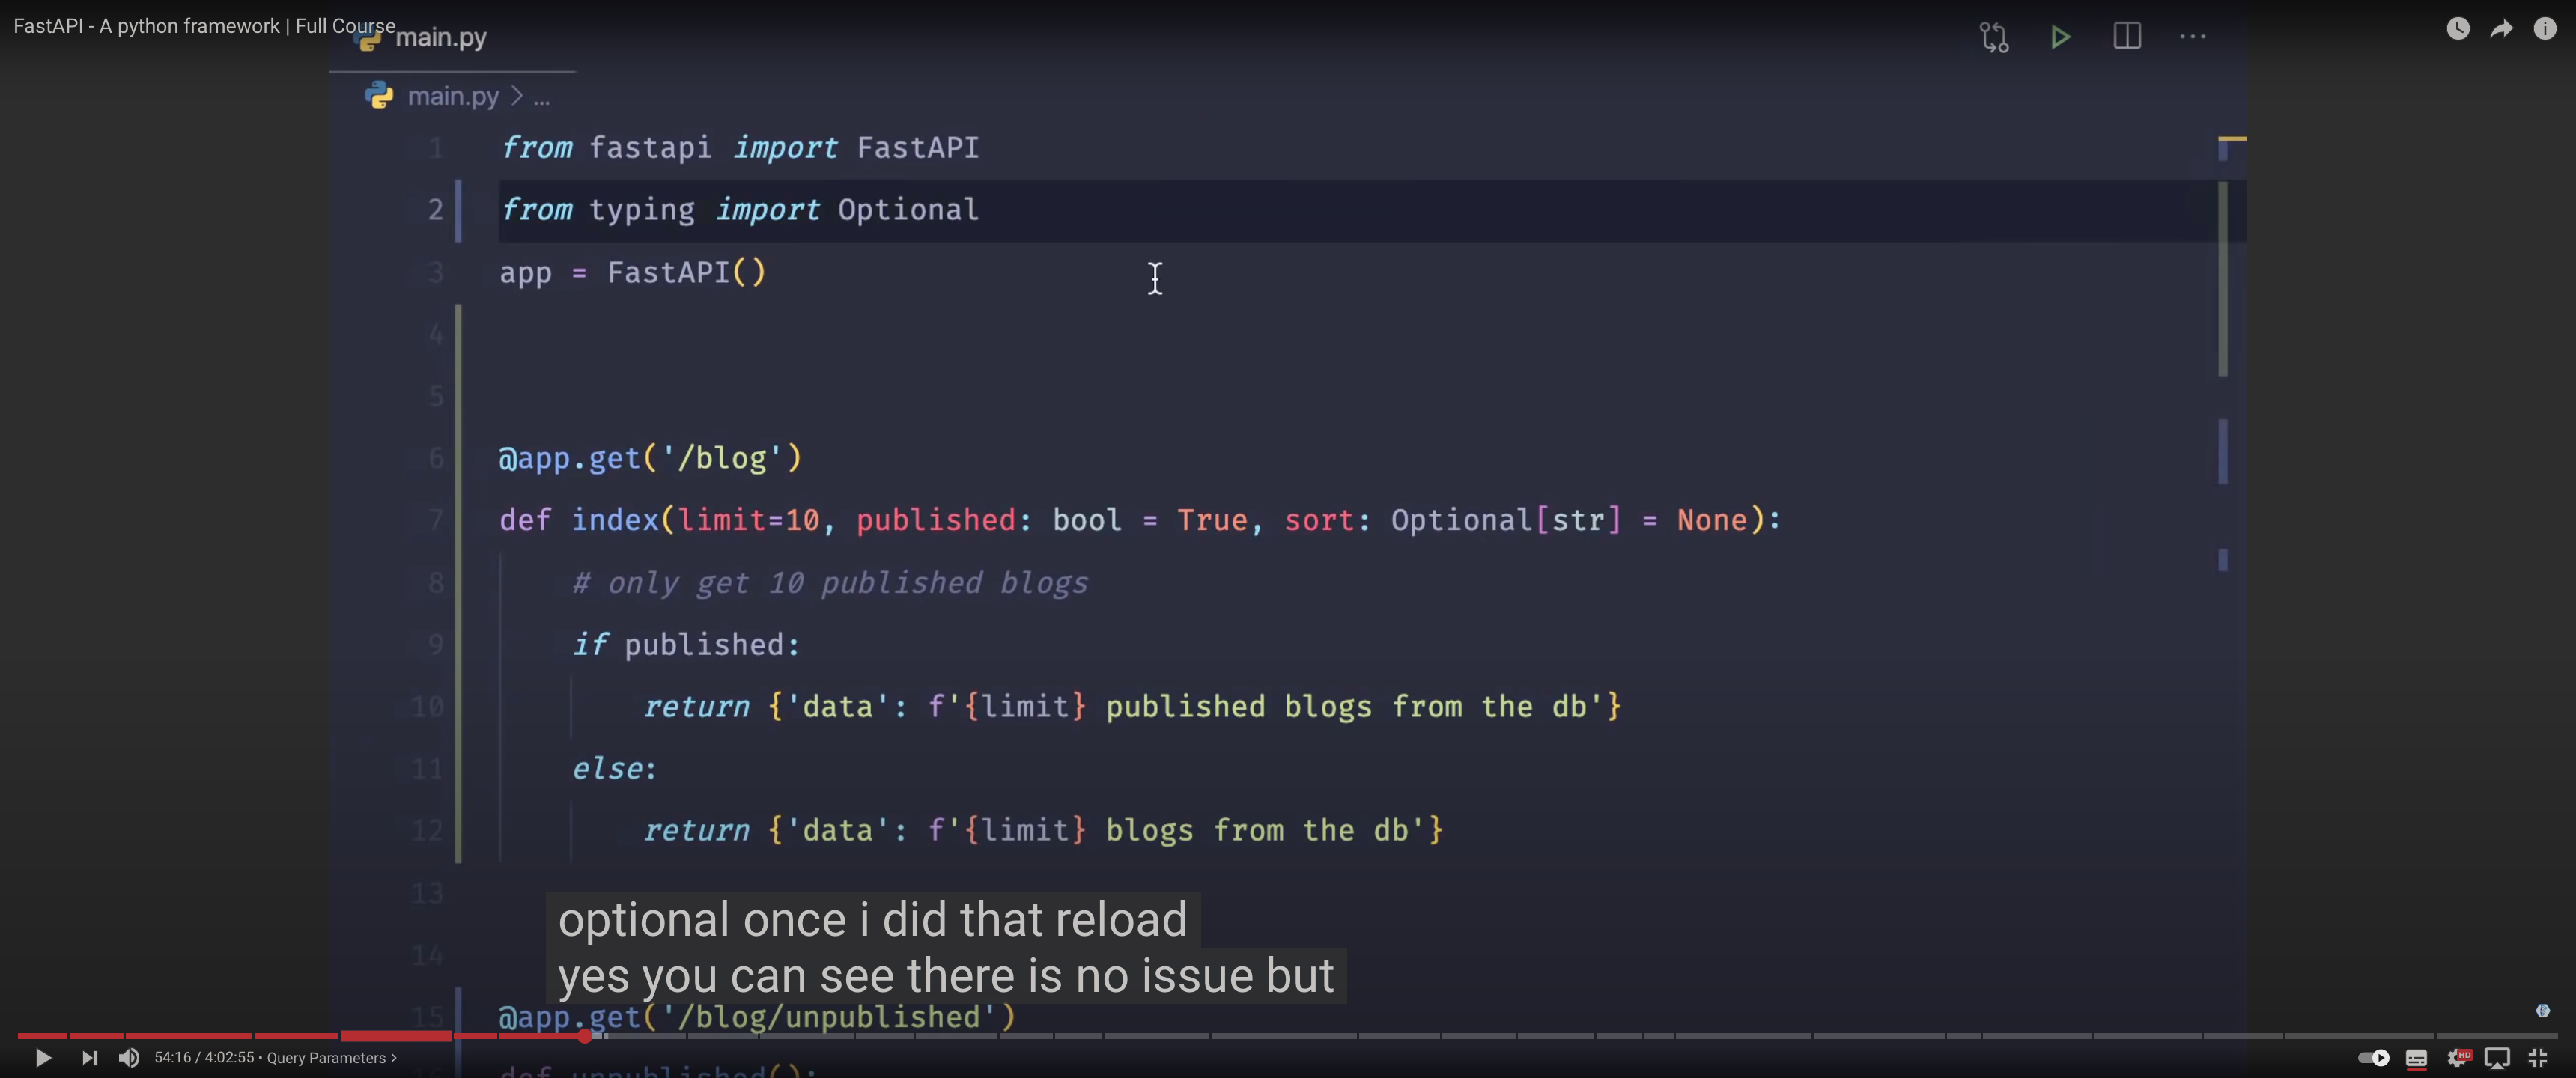 FastAPI - A python framework | Full Course
main.py
main.py > ...
1 from fastapi import FastAPI
2 from typing import Optional
3 app = FastAPI()
4
5
6 @app.get('/blog')
7 def index(limit=10, published: bool = True, sort: Optional[str] = None):
8 # only get 10 published blogs
9 if published:
10 return {'data': f'{limit} published blogs from the db'}
11 else:
12 return {'data': f'{limit} blogs from the db'}
13
14
optional once i did that reload
yes you can see there is no issue but
15 @app.get('/blog/unpublished')
16 def unpublished():
54:16 / 4:02:55 • Query Parameters >
HD